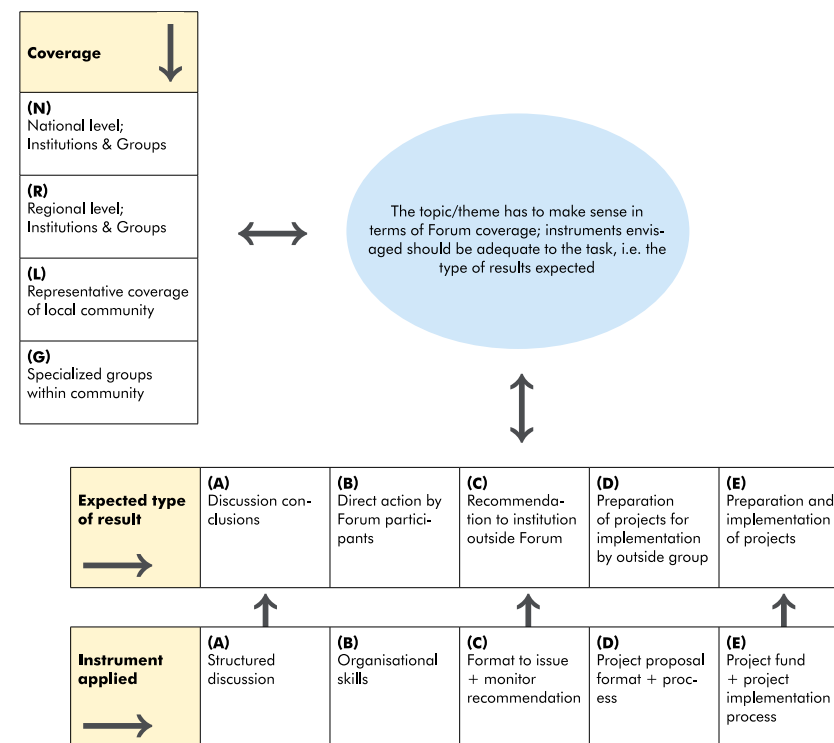 Coverage
(N)
National level;
Institutions & Groups
(R)
Regional level;
Institutions & Groups
(L)
Representative coverage
of local community
(G)
Specialized groups
within community
The topic/theme has to make sense in
terms of Forum coverage; instruments envis-
aged should be adequate to the task, i.e. the
type of results expected
Expected type
of result
(A)
Discussion con-
clusions
(B)
Direct action by
Forum partici-
pants
(C)
Recommenda-
tion to institution
outside Forum
(D)
Preparation
of projects for
implementation
by outside group
(E)
Preparation and
implementation
of projects
Instrument
applied
(A)
Structured
discussion
(B)
Organisational
skills
(C)
Format to issue
+ monitor
recommendation
(D)
Project proposal
format + proc-
ess
(E)
Project fund
+ project
implementation
process